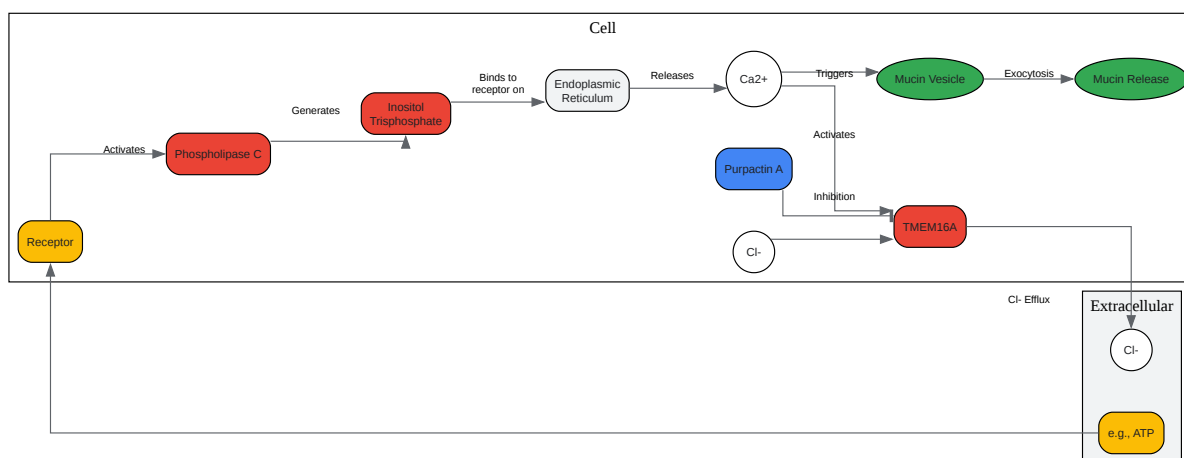 Cell
Ca2+
Triggers
Mucin Vesicle
Exocytosis
Mucin Release
Binds to
receptor on
Endoplasmic
Reticulum
Releases
Generates
Inositol
Trisphosphate
Activates
Activates
Phospholipase C
Purpactin A
Inhibition
TMEM16A
Receptor
Cl-
Cl- Efflux
Extracellular
Cl-
e.g., ATP